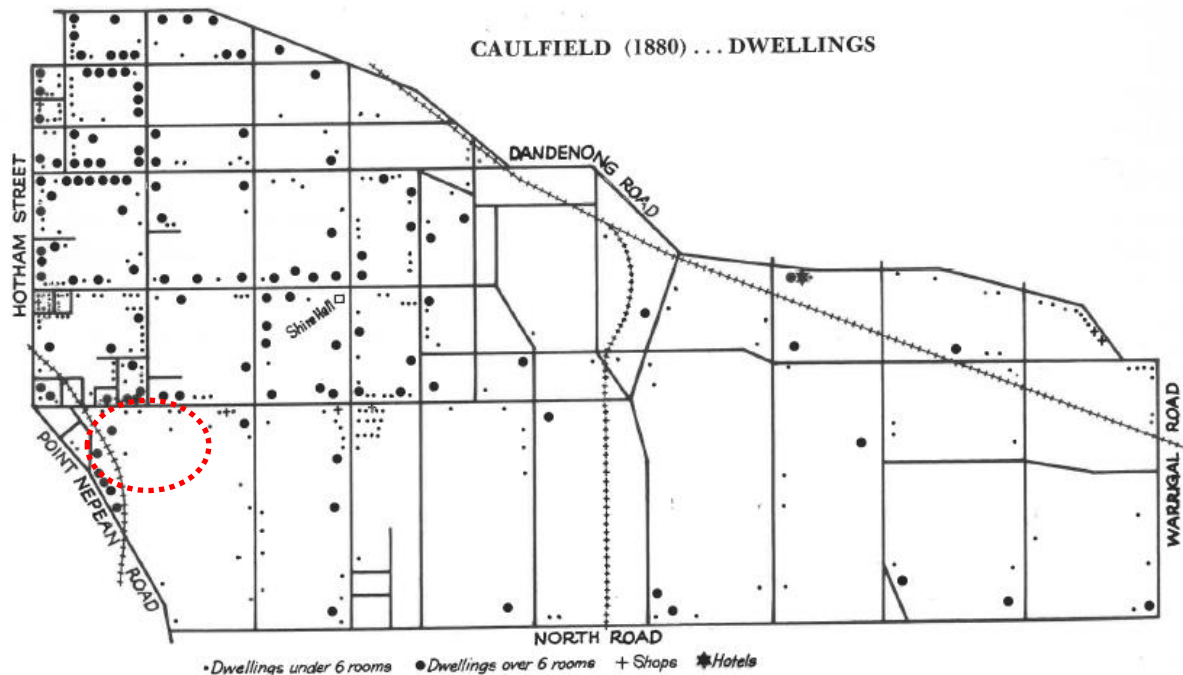 CAULFIELD (1880) ... DWELLINGS
DANDENONG ROAD
HOTHAM STREET
Shire Hall
POINT NEPEAN ROAD
WARRIGAL ROAD
NORTH ROAD
Dwellings under 6 rooms Dwellings over 6 rooms + Shops Hotels